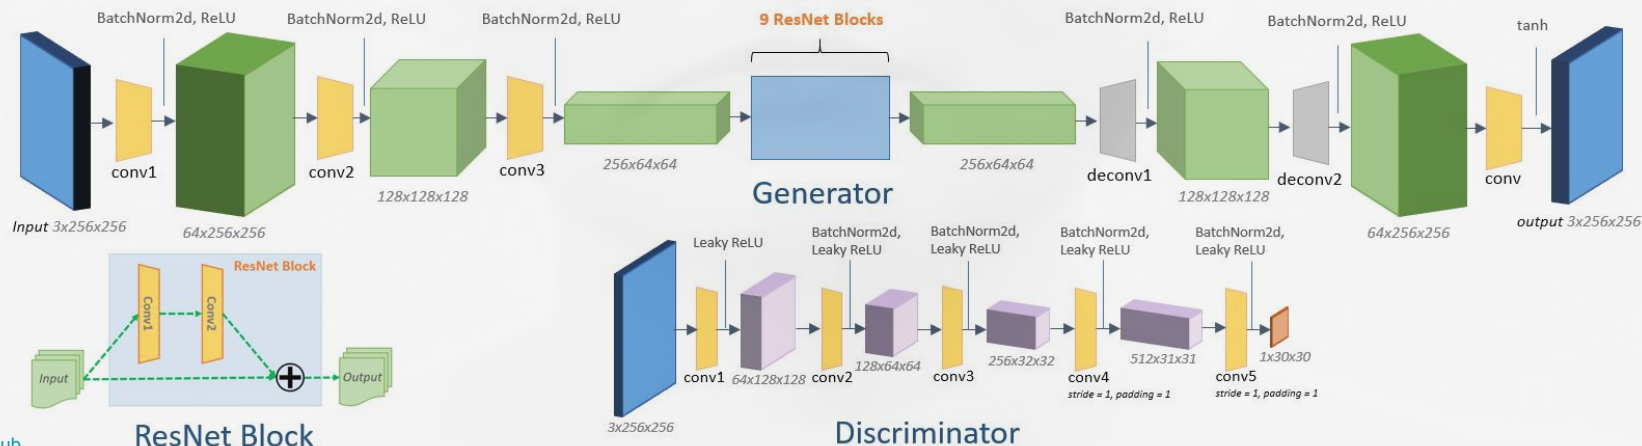 BatchNorm2d, ReLU
BatchNorm2d, ReLU
BatchNorm2d, ReLU
9 ResNet Blocks
BatchNorm2d, ReLU
BatchNorm2d, ReLU
tanh
conv1
conv2
conv3
256x64x64
256x64x64
deconv1
deconv2
conv
Input 3x256x256
64x256x256
128x128x128
Generator
128x128x128
64x256x256
output 3x256x256
ResNet Block
Conv1
Conv2
Input
Output
ResNet Block
Leaky ReLU
BatchNorm2d,
Leaky ReLU
BatchNorm2d,
Leaky ReLU
BatchNorm2d,
Leaky ReLU
BatchNorm2d,
Leaky ReLU
3x256x256
conv1
64x128x128
conv2
128x64x64
conv3
256x32x32
conv4
stride = 1, padding = 1
512x31x31
conv5
stride = 1, padding = 1
1x30x30
Discriminator